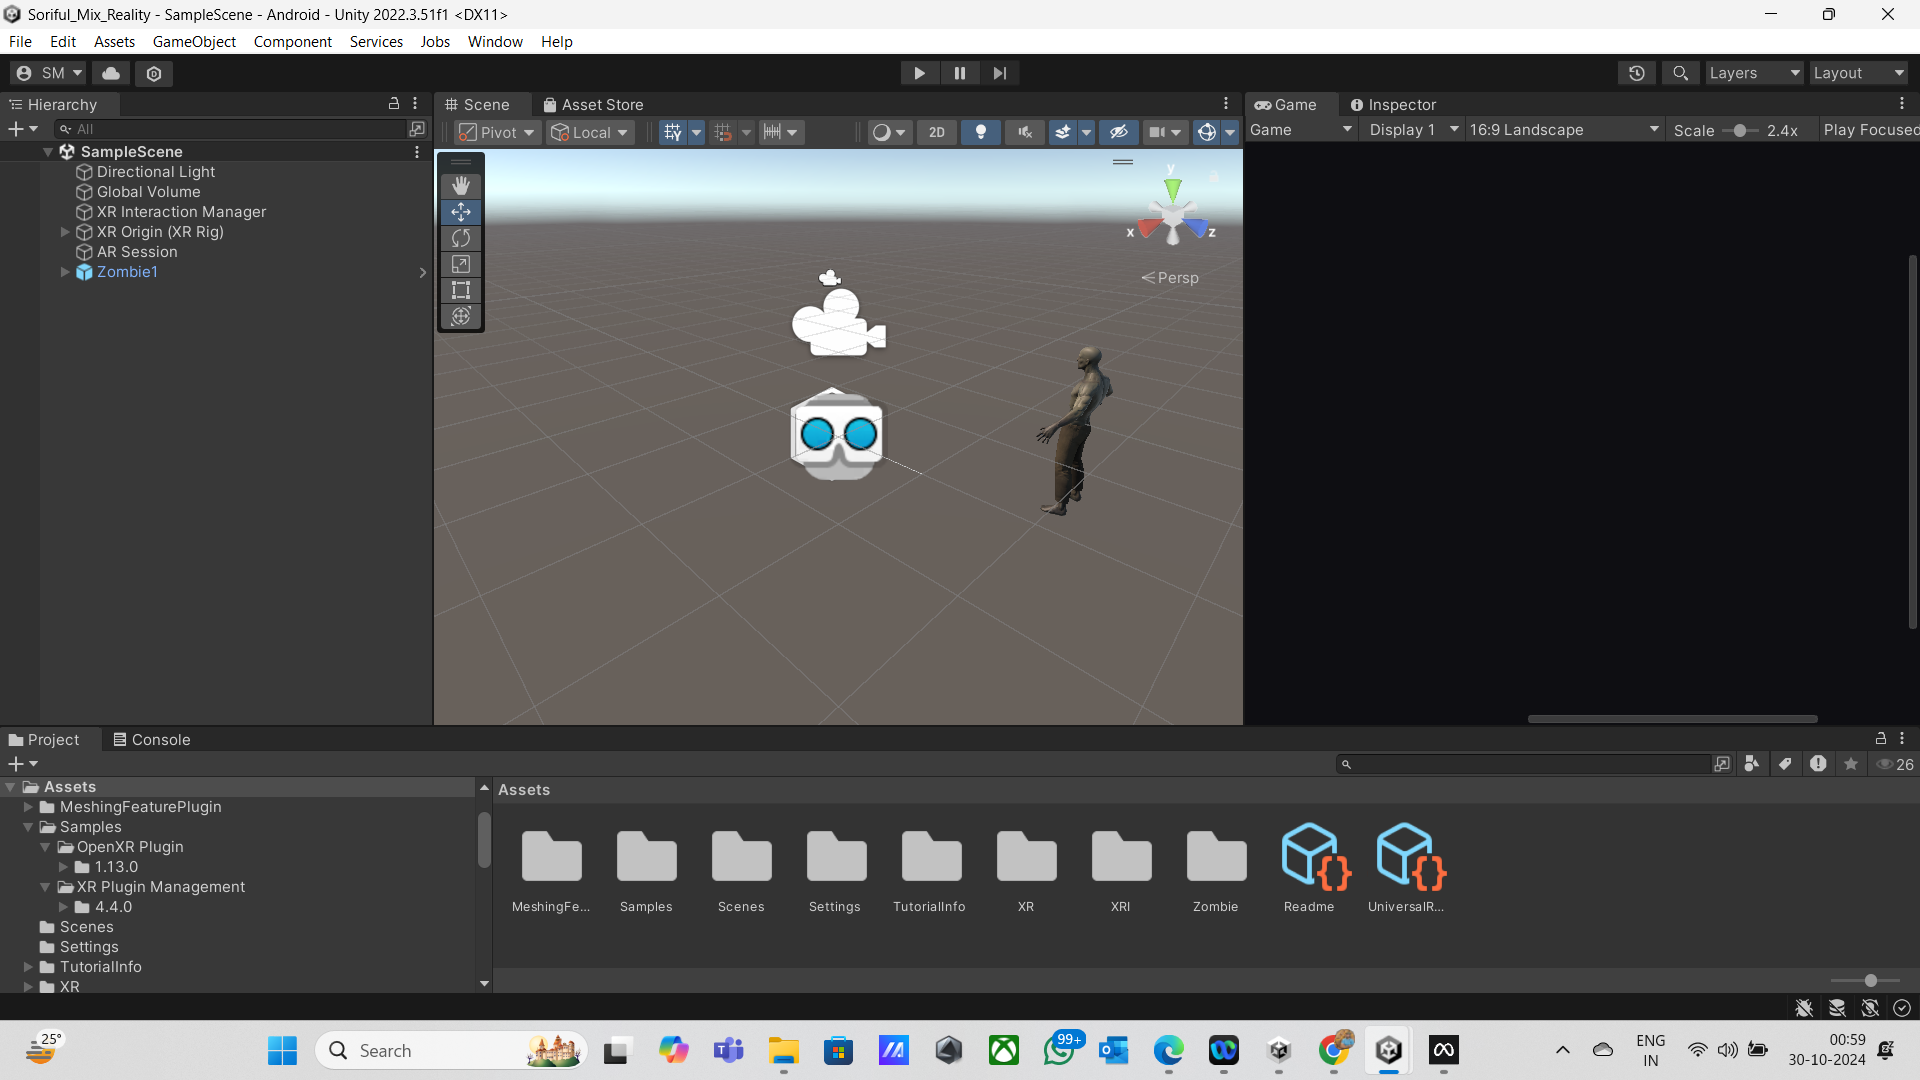 Soriful_Mix_Reality - SampleScene - Android - Unity 2022.3.51f1 <DX11>
File Edit Assets GameObject Component Services Jobs Window Help
SM
Layers Layout
Hierarchy
All
SampleScene
Directional Light
Global Volume
XR Interaction Manager
XR Origin (XR Rig)
AR Session
Zombie1
Scene Asset Store
Pivot Local 2D
y
x
z
Persp
Game Inspector
Game Display 1 16:9 Landscape Scale 2.4x Play Focused
Project Console
26
Assets
MeshingFeaturePlugin
Samples
OpenXR Plugin
1.13.0
XR Plugin Management
4.4.0
Scenes
Settings
TutorialInfo
XR
Assets
MeshingFe... Samples Scenes Settings TutorialInfo XR XRI Zombie Readme UniversalR...
25°
Search
99+
ENG
IN
00:59
30-10-2024